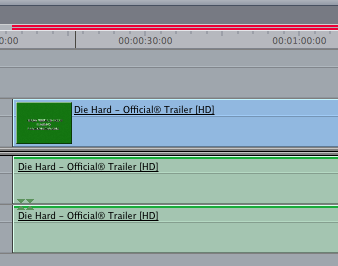 0:00 00:00:30:00 00:01:00:00
Die Hard - Official® Trailer [HD]
Die Hard - Official® Trailer [HD]
Die Hard - Official® Trailer [HD]